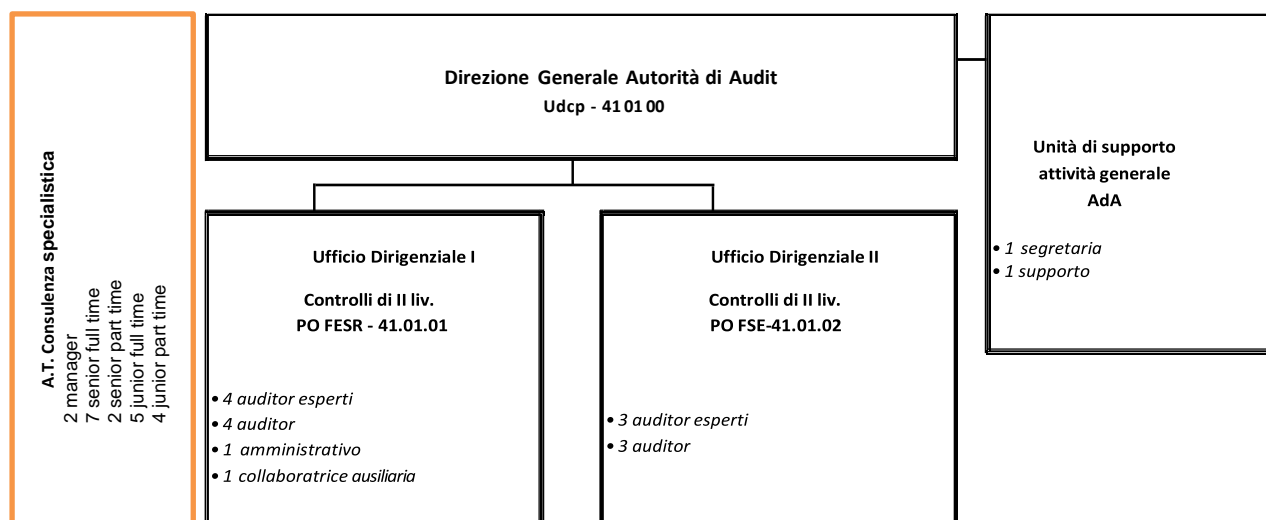 A.T. Consulenza specialistica
2 manager
7 senior full time
2 senior part time
5 junior full time
4 junior part time
Direzione Generale Autorità di Audit
Udcp - 41 01 00
Unità di supporto
attività generale
AdA
• 1 segretaria
• 1 supporto
Ufficio Dirigenziale I
Controlli di II liv.
PO FESR - 41.01.01
• 4 auditor esperti
• 4 auditor
• 1 amministrativo
• 1 collaboratrice ausiliaria
Ufficio Dirigenziale II
Controlli di II liv.
PO FSE-41.01.02
• 3 auditor esperti
• 3 auditor